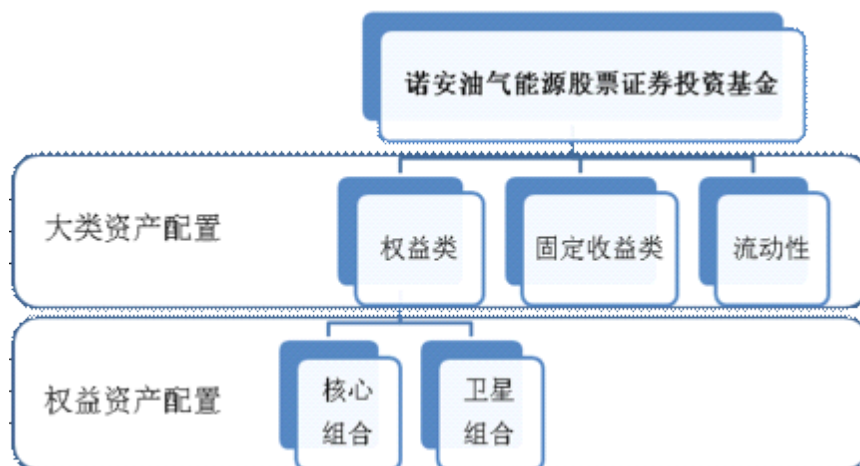 诺安油气能源股票证券投资基金
大类资产配置
权益类
固定收益类
流动性
权益资产配置
核心
组合
卫星
组合